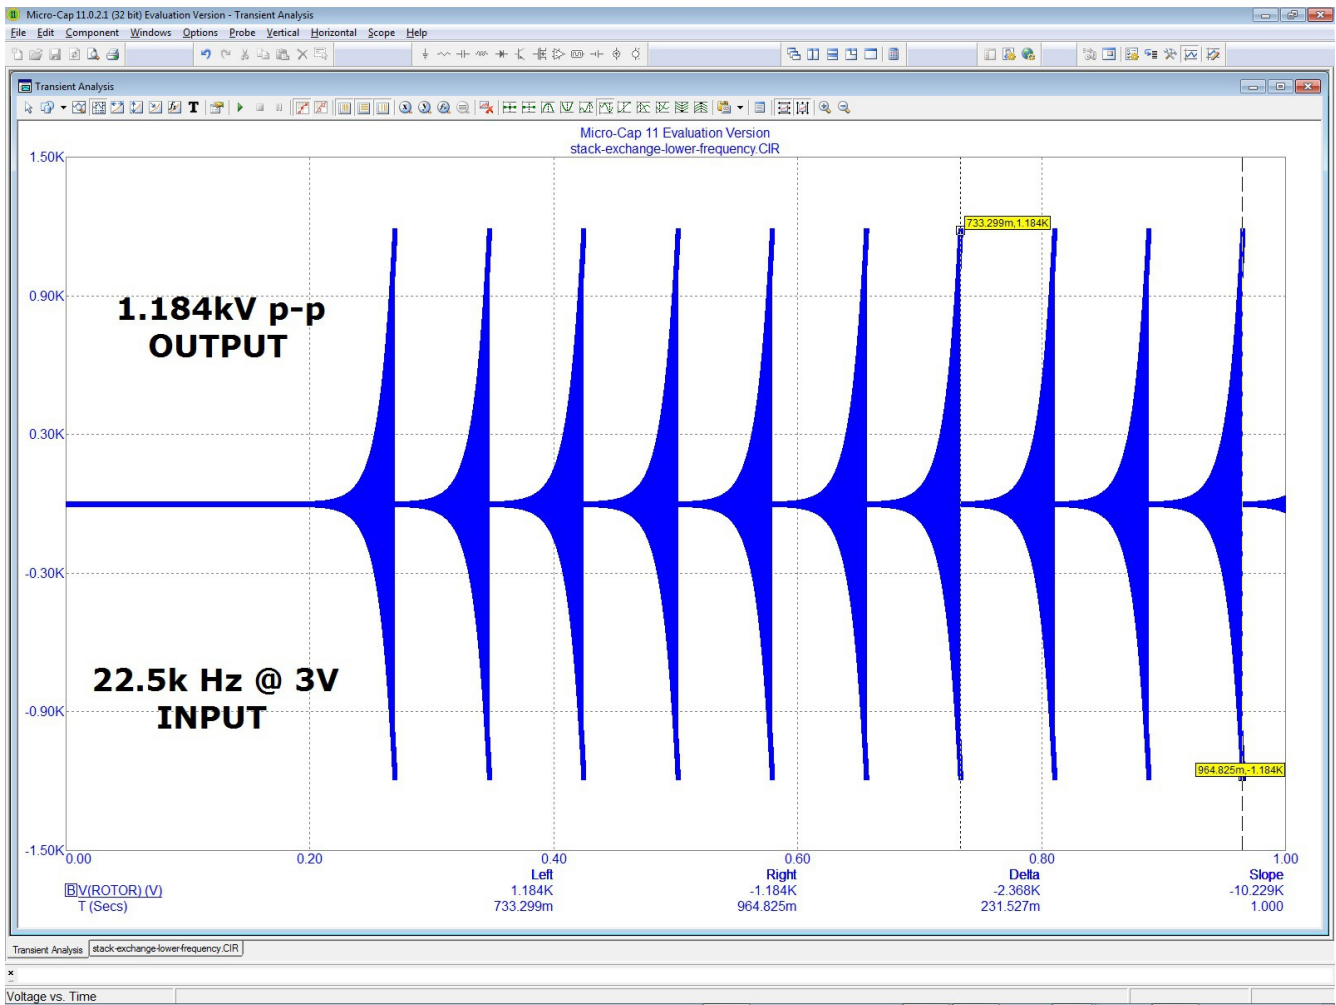 Micro-Cap 11.0.2.1 (32 bit) Evaluation Version - Transient Analysis
File Edit Component Windows Options Probe Vertical Horizontal Scope Help
Transient Analysis
T
Micro-Cap 11 Evaluation Version
stack-exchange-lower-frequency.CIR
1.50K
733.299m,1.184K
0.90K
1.184kV p-p
OUTPUT
0.30K
-0.30K
22.5k Hz @ 3V
INPUT
-0.90K
964.825m,-1.184K
-1.50K
0.00 0.20 0.40 0.60 0.80 1.00
Left Right Delta Slope
B V(ROTOR) (V) 1.184K -1.184K -2.368K -10.229K
T (Secs) 733.299m 964.825m 231.527m 1.000
Transient Analysis stack-exchange-lower-frequency.CIR
Voltage vs. Time